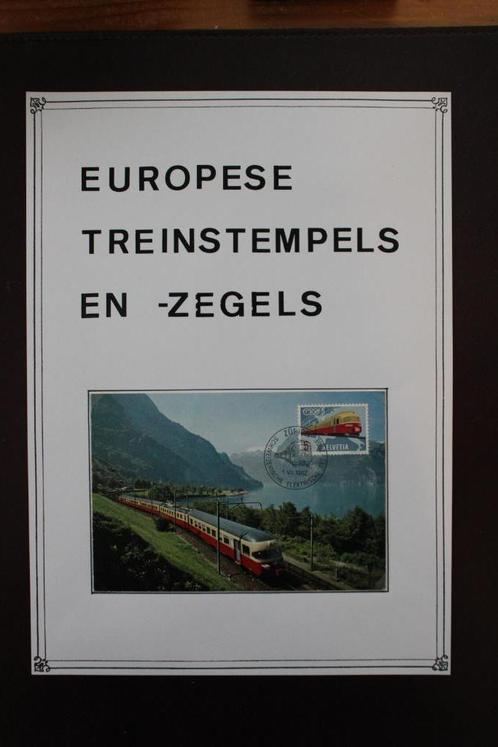 EUROPESE
TREINSTEMPELS
EN -ZEGELS
HELVETIA